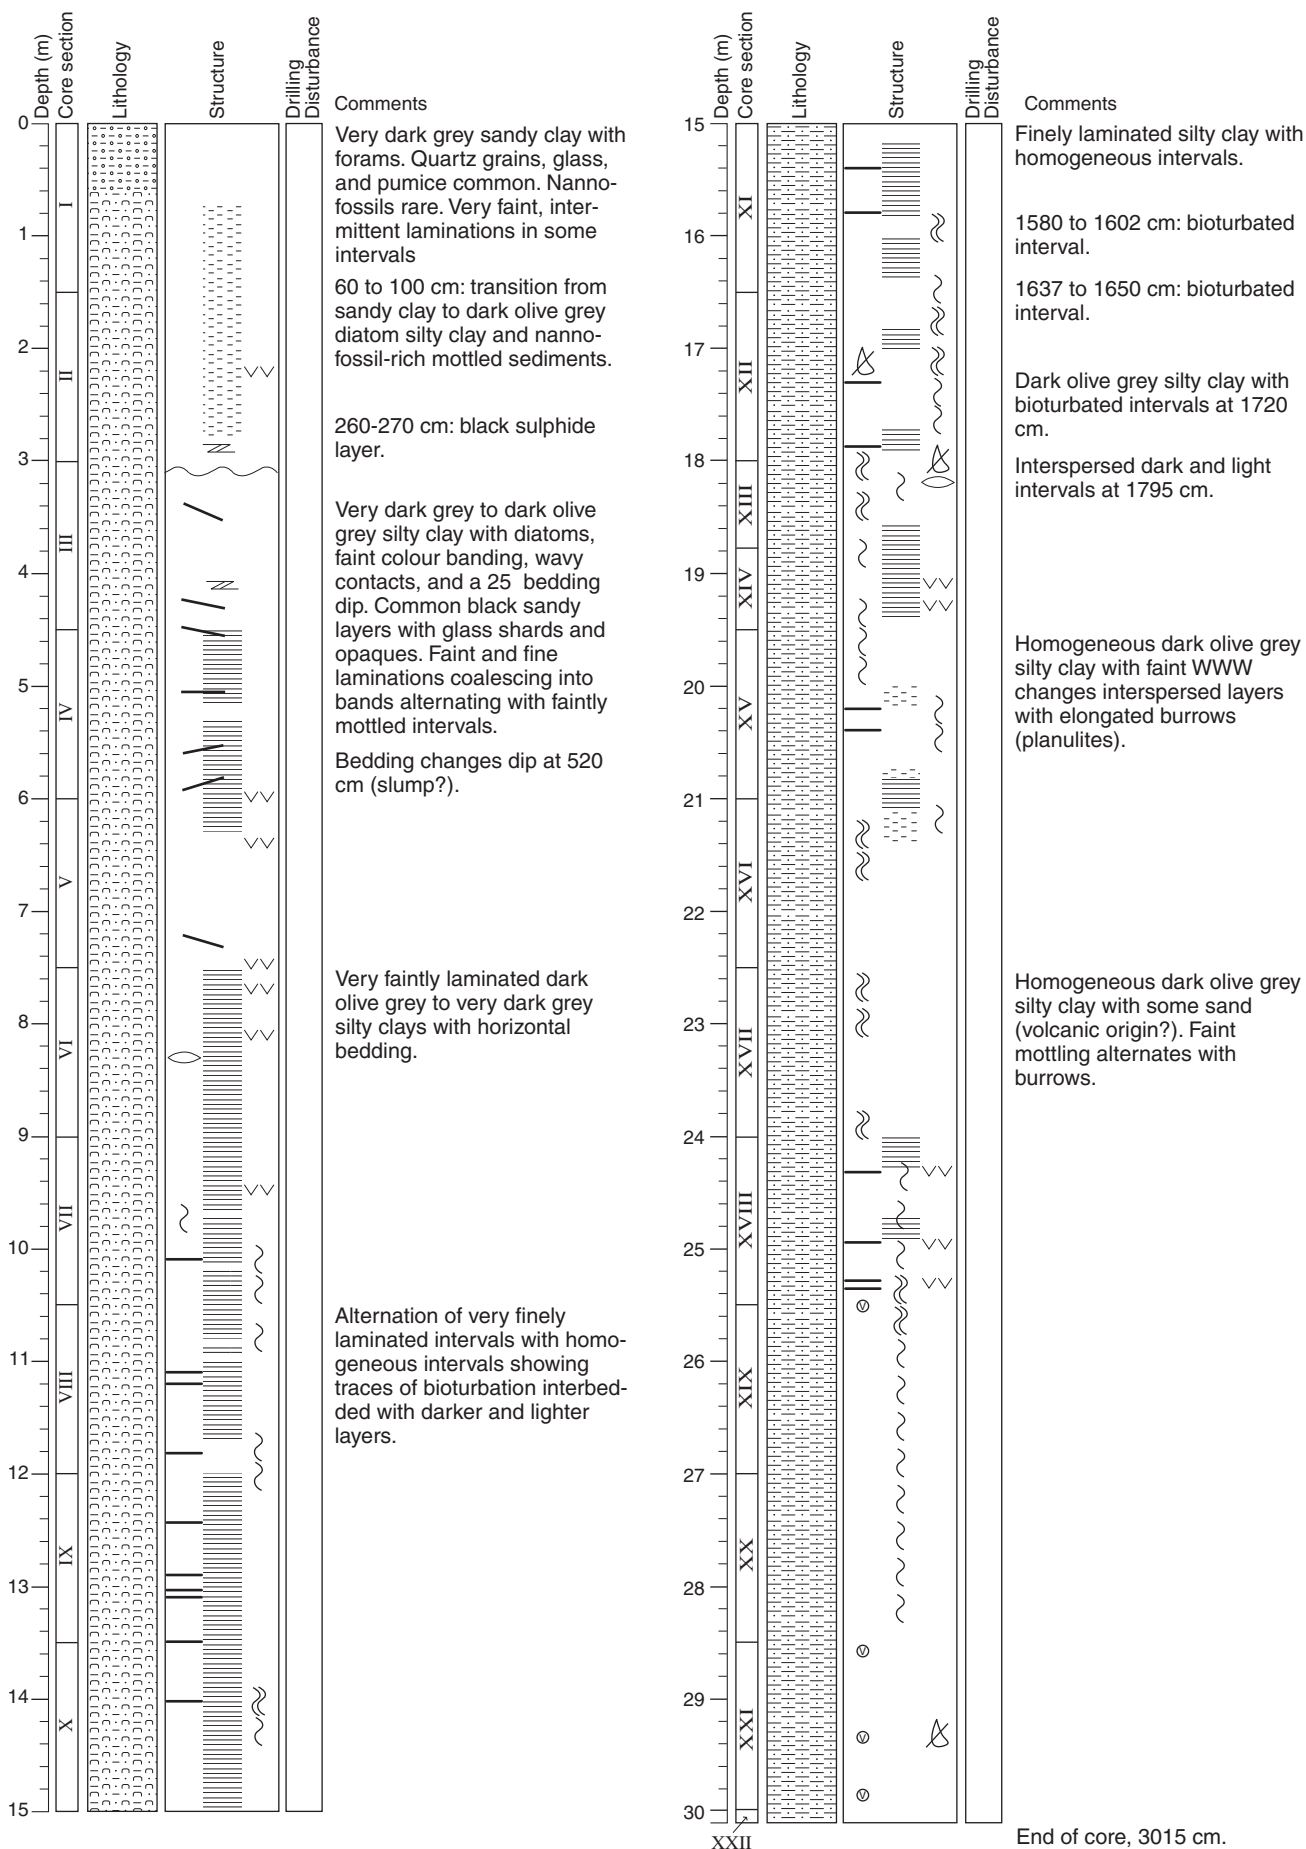 Depth (m)
Core section
Lithology
Structure
Drilling
Disturbance
Comments
0
1
2
3
4
5
6
7
8
9
10
11
12
13
14
15
I
II
III
IV
V
VI
VII
VIII
IX
X
Very dark grey sandy clay with
forams. Quartz grains, glass,
and pumice common. Nanno-
fossils rare. Very faint, inter-
mittent laminations in some
intervals
60 to 100 cm: transition from
sandy clay to dark olive grey
diatom silty clay and nanno-
fossil-rich mottled sediments.
260-270 cm: black sulphide
layer.
Very dark grey to dark olive
grey silty clay with diatoms,
faint colour banding, wavy
contacts, and a 25 bedding
dip. Common black sandy
layers with glass shards and
opaques. Faint and fine
laminations coalescing into
bands alternating with faintly
mottled intervals.
Bedding changes dip at 520
cm (slump?).
Very faintly laminated dark
olive grey to very dark grey
silty clays with horizontal
bedding.
Alternation of very finely
laminated intervals with homo-
geneous intervals showing
traces of bioturbation interbed-
ded with darker and lighter
layers.
Depth (m)
Core section
Lithology
Structure
Drilling
Disturbance
Comments
15
16
17
18
19
20
21
22
23
24
25
26
27
28
29
30
XI
XII
XIII
XIV
XV
XVI
XVII
XVIII
XIX
XX
XXI
XXII
V
V
V
V
Finely laminated silty clay with
homogeneous intervals.
1580 to 1602 cm: bioturbated
interval.
1637 to 1650 cm: bioturbated
interval.
Dark olive grey silty clay with
bioturbated intervals at 1720
cm.
Interspersed dark and light
intervals at 1795 cm.
Homogeneous dark olive grey
silty clay with faint WWW
changes interspersed layers
with elongated burrows
(planulites).
Homogeneous dark olive grey
silty clay with some sand
(volcanic origin?). Faint
mottling alternates with
burrows.
End of core, 3015 cm.